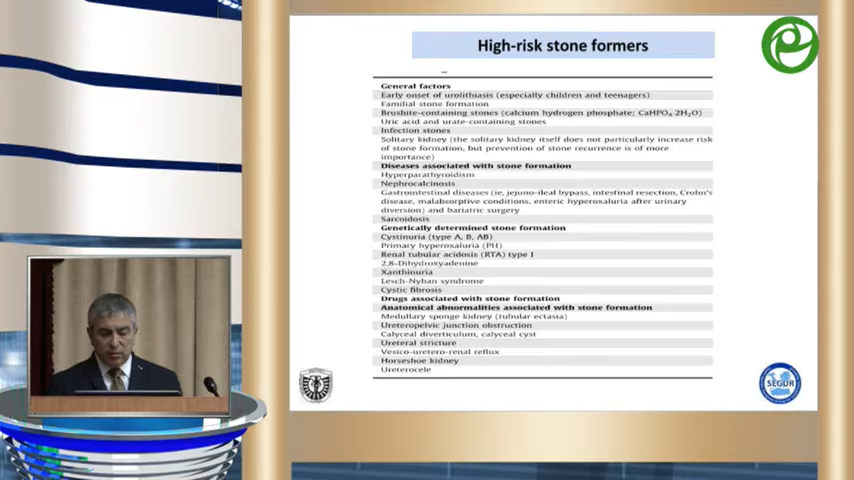 High-risk stone formers
General factors
Early onset of urolithiasis (especially children and teenagers)
Familial stone formation
Brushite-containing stones (calcium hydrogen phosphate; CaHPO₄·2H₂O)
Uric acid and urate-containing stones
Infection stones
Solitary kidney (the solitary kidney itself does not particularly increase risk
of stone formation, but prevention of stone recurrence is of more
importance)
Diseases associated with stone formation
Hyperparathyroidism
Nephrocalcinosis
Gastrointestinal diseases (ie, jejuno-ileal bypass, intestinal resection, Crohn's
disease, malabsorptive conditions, enteric hyperoxaluria after urinary
diversion) and bariatric surgery
Sarcoidosis
Genetically determined stone formation
Cystinuria (type A, B, AB)
Primary hyperoxaluria (PH)
Renal tubular acidosis (RTA) type I
2,8-Dihydroxyadenine
Xanthinuria
Lesch-Nyhan syndrome
Cystic fibrosis
Drugs associated with stone formation
Anatomical abnormalities associated with stone formation
Medullary sponge kidney (tubular ectasia)
Ureteropelvic junction obstruction
Calyceal diverticulum, calyceal cyst
Ureteral stricture
Vesico-uretero-renal reflux
Horseshoe kidney
Ureterocele
SEGUR